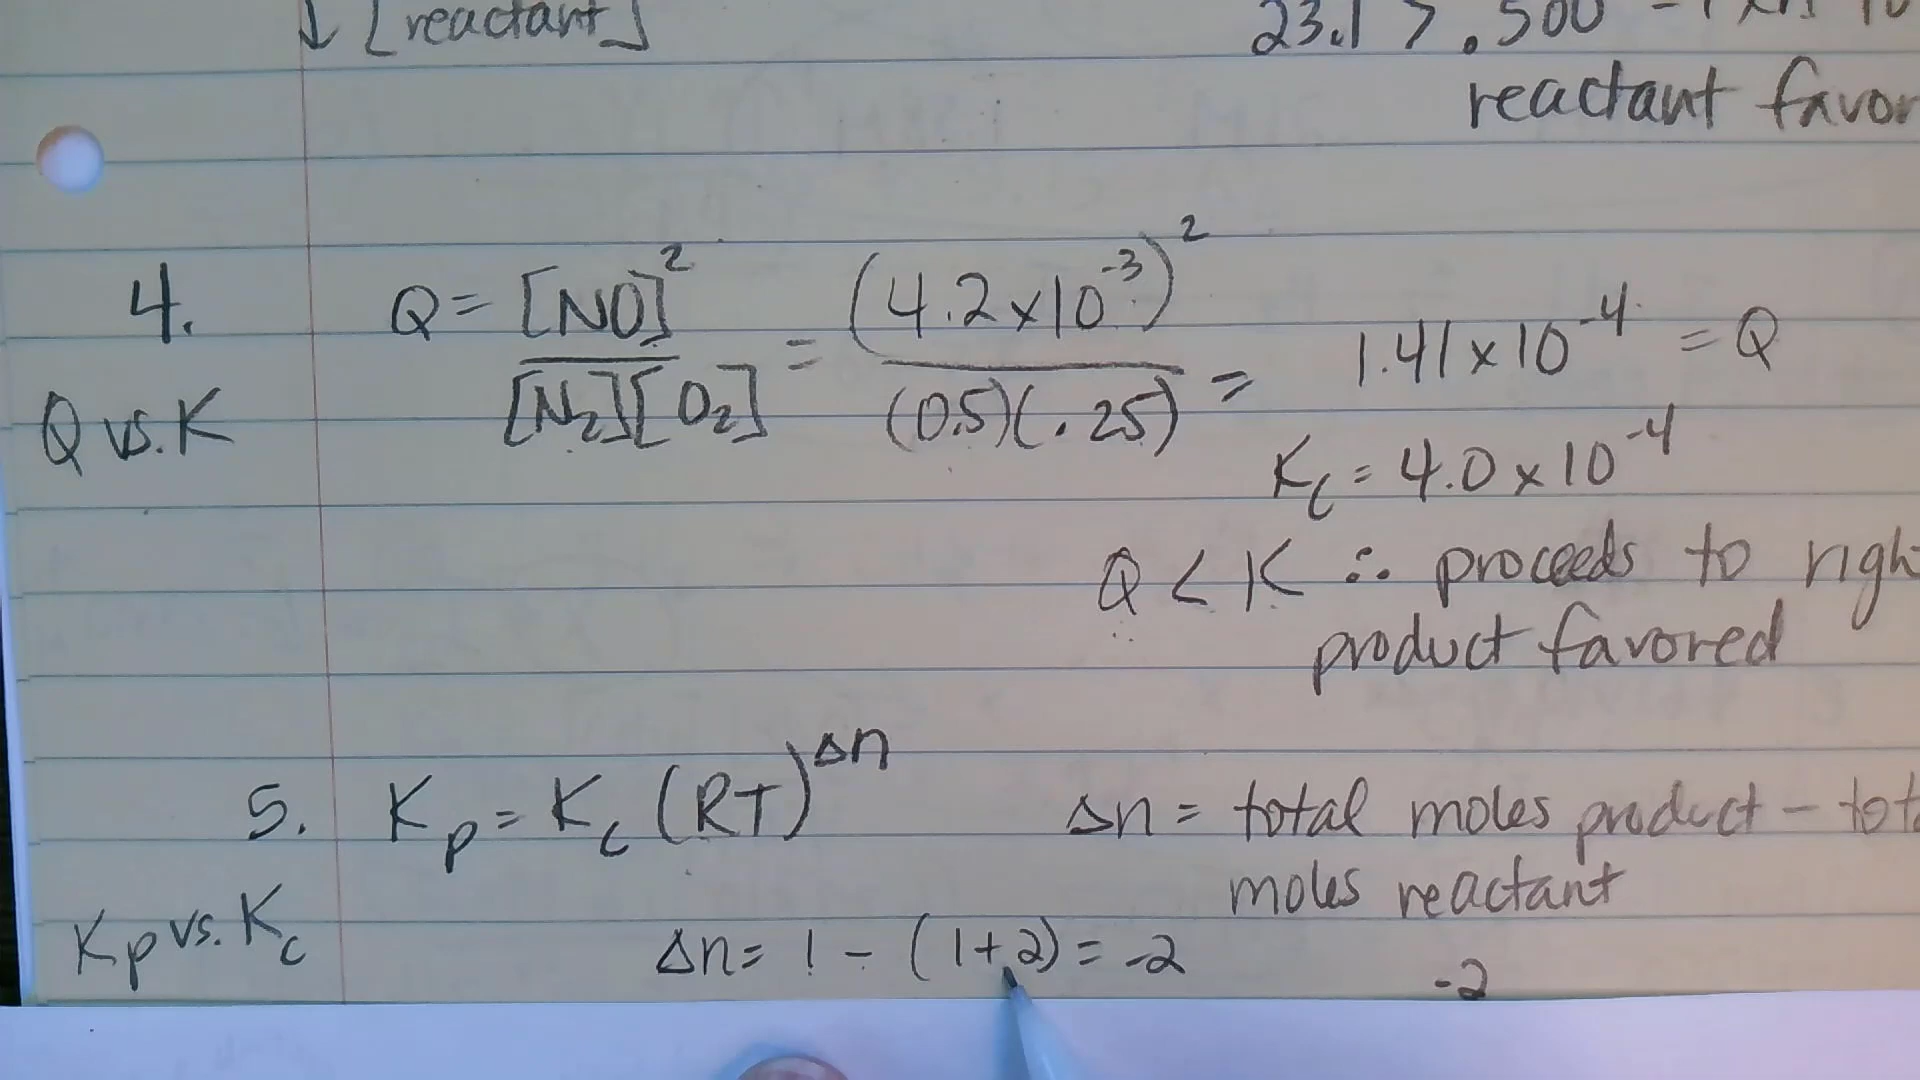 ↓ [reactant]
23.1 > .500
reactant favor
4.
Q = [NO]² / [N₂][O₂] = (4.2 x 10⁻³)² / (0.5)(.25) = 1.41 x 10⁻⁴ = Q
Q vs. K
Kc = 4.0 x 10⁻⁴
Q < K ∴ proceeds to righ
product favored
5. Kp = Kc (RT)^Δn
Δn = total moles product - tot
moles reactant
Kp vs. Kc
Δn = 1 - (1+2) = -2
-2